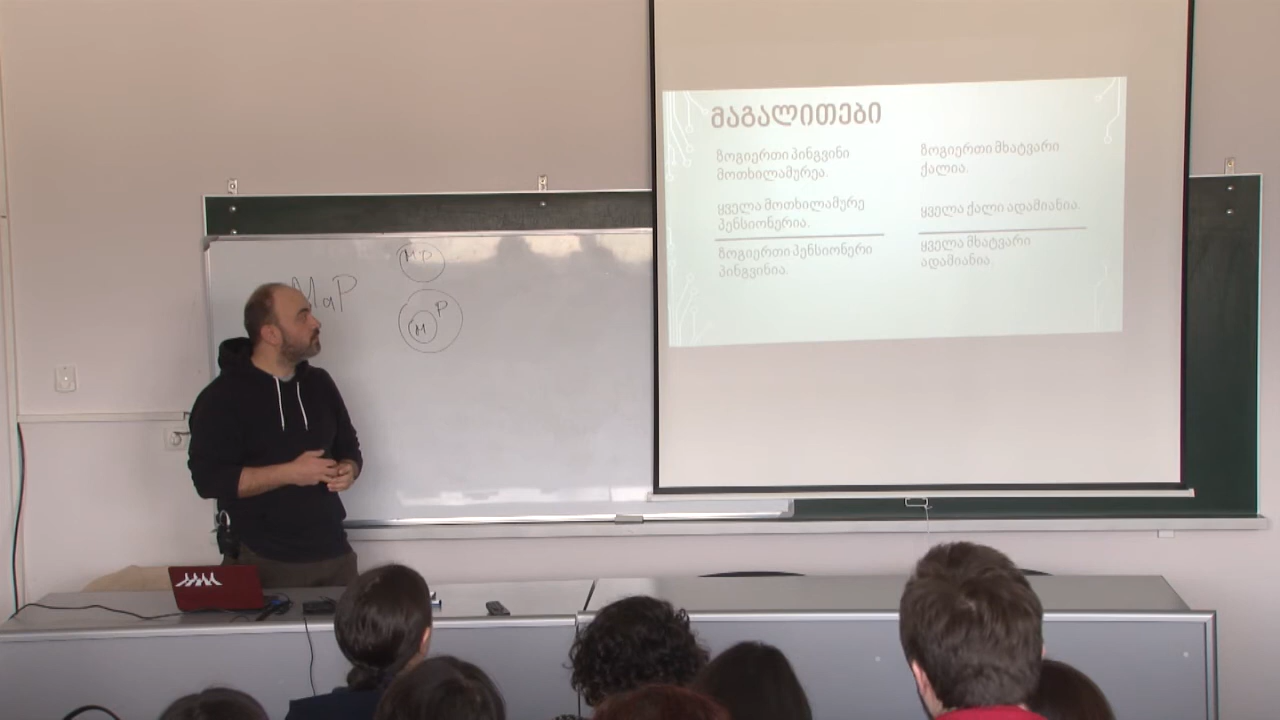 მაგალითები
ზოგიერთი პინგვინი
მოთხილამურეა.
ყველა მოთხილამურე
პენსიონერია.
ზოგიერთი პენსიონერი
პინგვინია.
ზოგიერთი მხატვარი
ქალია.
ყველა ქალი ადამიანია.
ყველა მხატვარი
ადამიანია.
MaP
M P
P
M